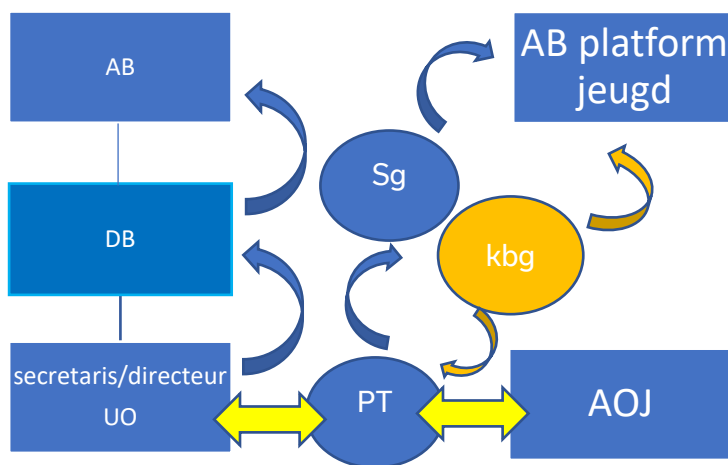 AB
AB platform
jeugd
Sg
DB
kbg
secretaris/directeur
UO
PT
AOJ